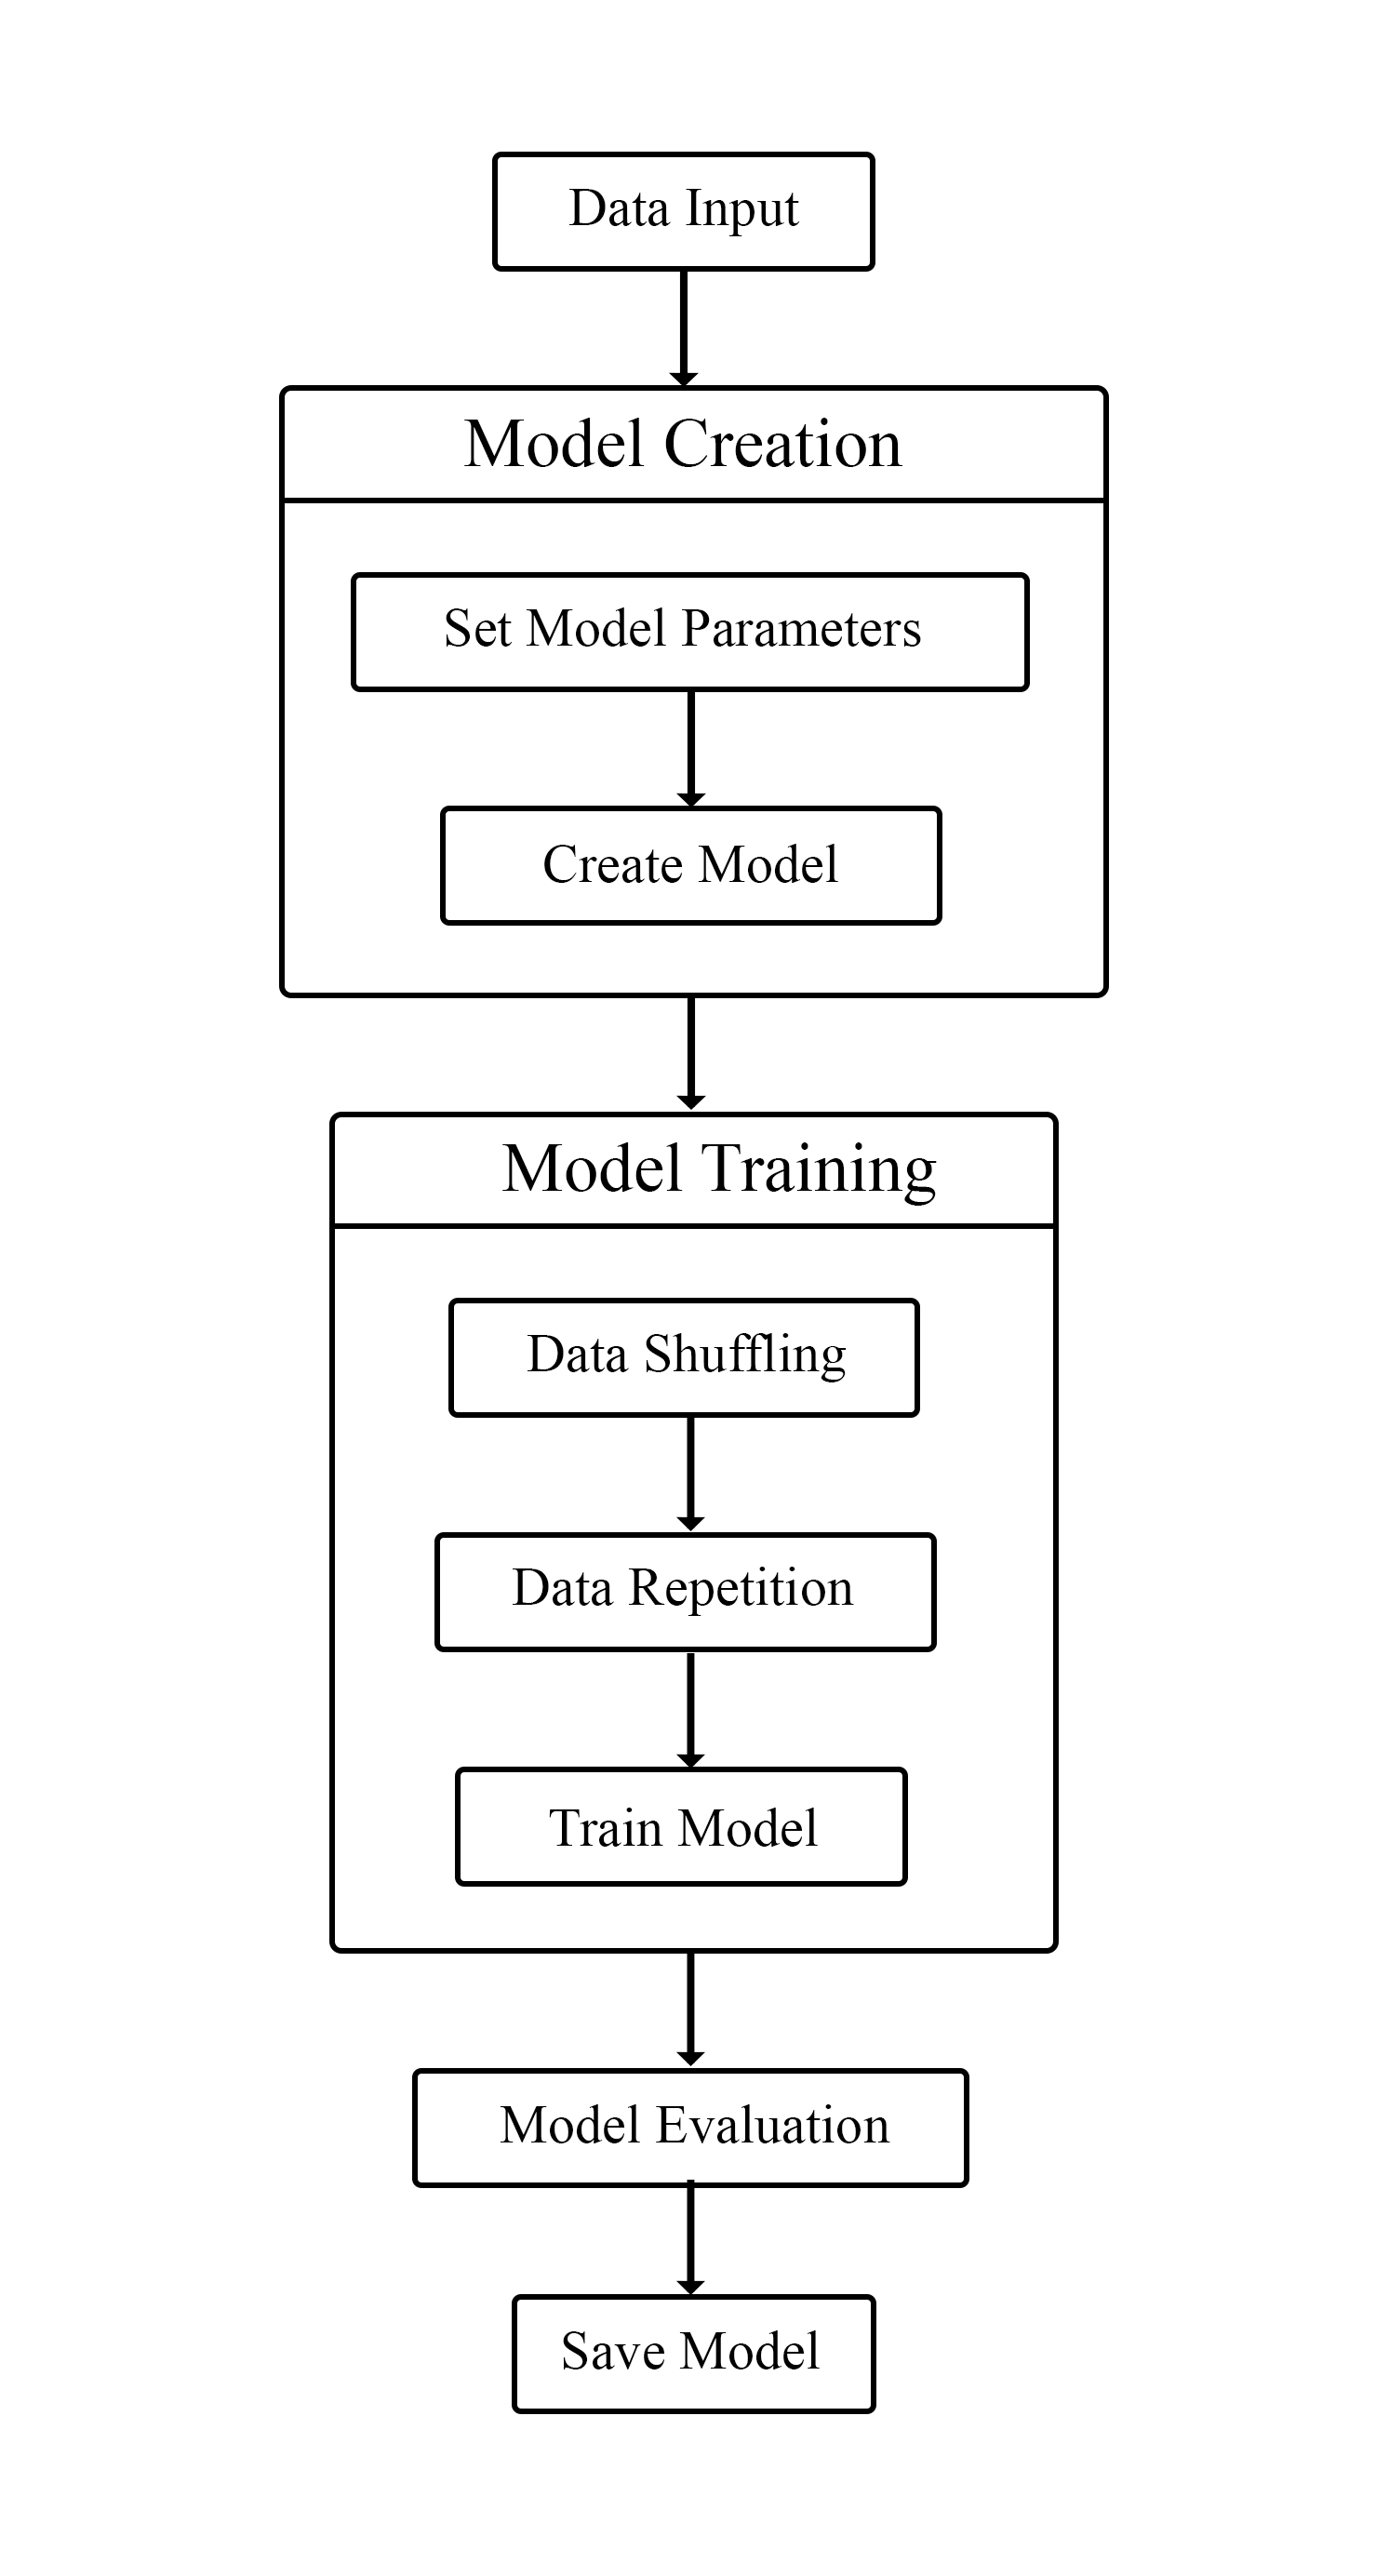 Data Input
Model Creation
Set Model Parameters
Create Model
Model Training
Data Shuffling
Data Repetition
Train Model
Model Evaluation
Save Model